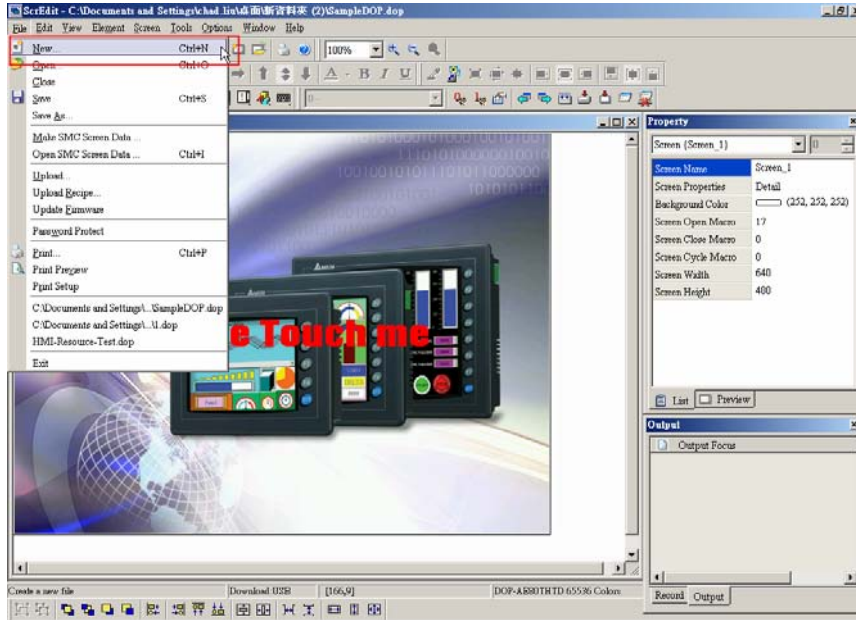 ScrEdit - C:\Documents and Settings\chad.liu\桌面\新資料夾 (2)\SampleDOP.dop
File Edit View Element Screen Tools Options Window Help
New... Ctrl+N
100%
Open... Ctrl+O
Close
Save Ctrl+S
Save As...
Make SMC Screen Data ...
Open SMC Screen Data ... Ctrl+I
Upload...
Upload Recipe...
Update Firmware
Password Protect
Print... Ctrl+P
Print Preview
Print Setup
C:\Documents and Settings\...\SampleDOP.dop
C:\Documents and Settings\...\1.dop
HMI-Resource-Test.dop
Exit
A B I U
e Touch me
Property
Screen {Screen_1} 0
Screen Name Screen_1
Screen Properties Detail
Background Color (252, 252, 252)
Screen Open Macro 17
Screen Close Macro 0
Screen Cycle Macro 0
Screen Width 640
Screen Height 480
List Preview
Output
Output Focus
Record Output
Create a new file Download:USB [166,9] DOP-AE80THTD 65536 Colors